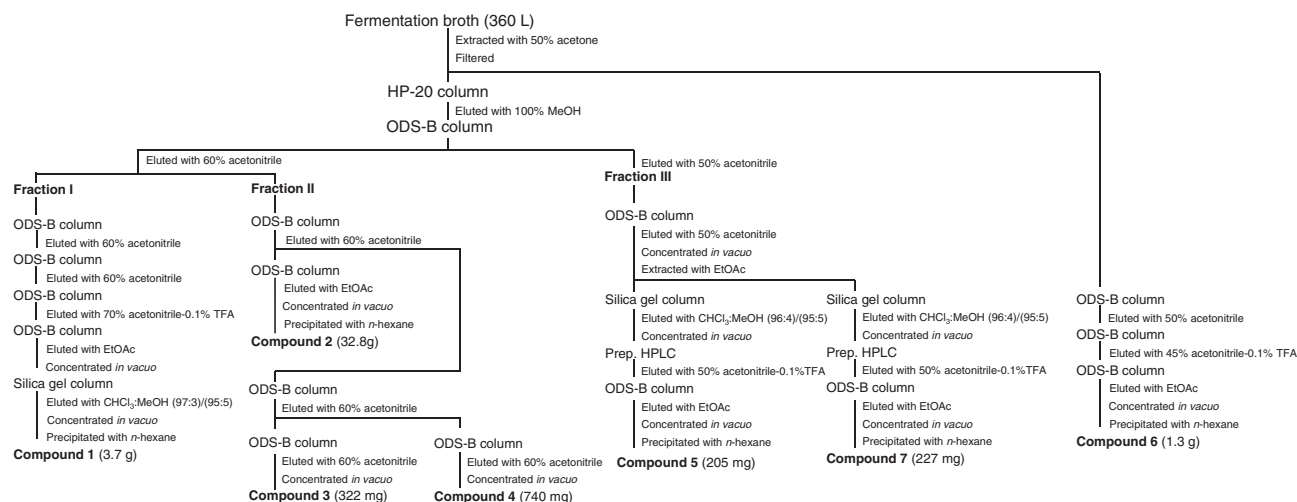 Fermentation broth (360 L)
Extracted with 50% acetone
Filtered
HP-20 column
Eluted with 100% MeOH
ODS-B column
Eluted with 60% acetonitrile
Fraction I
ODS-B column
Eluted with 60% acetonitrile
ODS-B column
Eluted with 60% acetonitrile
ODS-B column
Eluted with 70% acetonitrile-0.1% TFA
ODS-B column
Eluted with EtOAc
Concentrated in vacuo
Silica gel column
Eluted with CHCl₃:MeOH (97:3)/(95:5)
Concentrated in vacuo
Precipitated with n-hexane
Compound 1 (3.7 g)
Fraction II
ODS-B column
Eluted with 60% acetonitrile
ODS-B column
Eluted with EtOAc
Concentrated in vacuo
Precipitated with n-hexane
Compound 2 (32.8g)
ODS-B column
Eluted with 60% acetonitrile
ODS-B column
Eluted with 60% acetonitrile
Concentrated in vacuo
Compound 3 (322 mg)
ODS-B column
Eluted with 60% acetonitrile
Concentrated in vacuo
Compound 4 (740 mg)
Eluted with 50% acetonitrile
Fraction III
ODS-B column
Eluted with 50% acetonitrile
Concentrated in vacuo
Extracted with EtOAc
Silica gel column
Eluted with CHCl₃:MeOH (96:4)/(95:5)
Concentrated in vacuo
Prep. HPLC
Eluted with 50% acetonitrile-0.1%TFA
ODS-B column
Eluted with EtOAc
Concentrated in vacuo
Precipitated with n-hexane
Compound 5 (205 mg)
Silica gel column
Eluted with CHCl₃:MeOH (96:4)/(95:5)
Concentrated in vacuo
Prep. HPLC
Eluted with 50% acetonitrile-0.1%TFA
ODS-B column
Eluted with EtOAc
Concentrated in vacuo
Precipitated with n-hexane
Compound 7 (227 mg)
ODS-B column
Eluted with 50% acetonitrile
ODS-B column
Eluted with 45% acetonitrile-0.1% TFA
ODS-B column
Eluted with EtOAc
Concentrated in vacuo
Precipitated with n-hexane
Compound 6 (1.3 g)